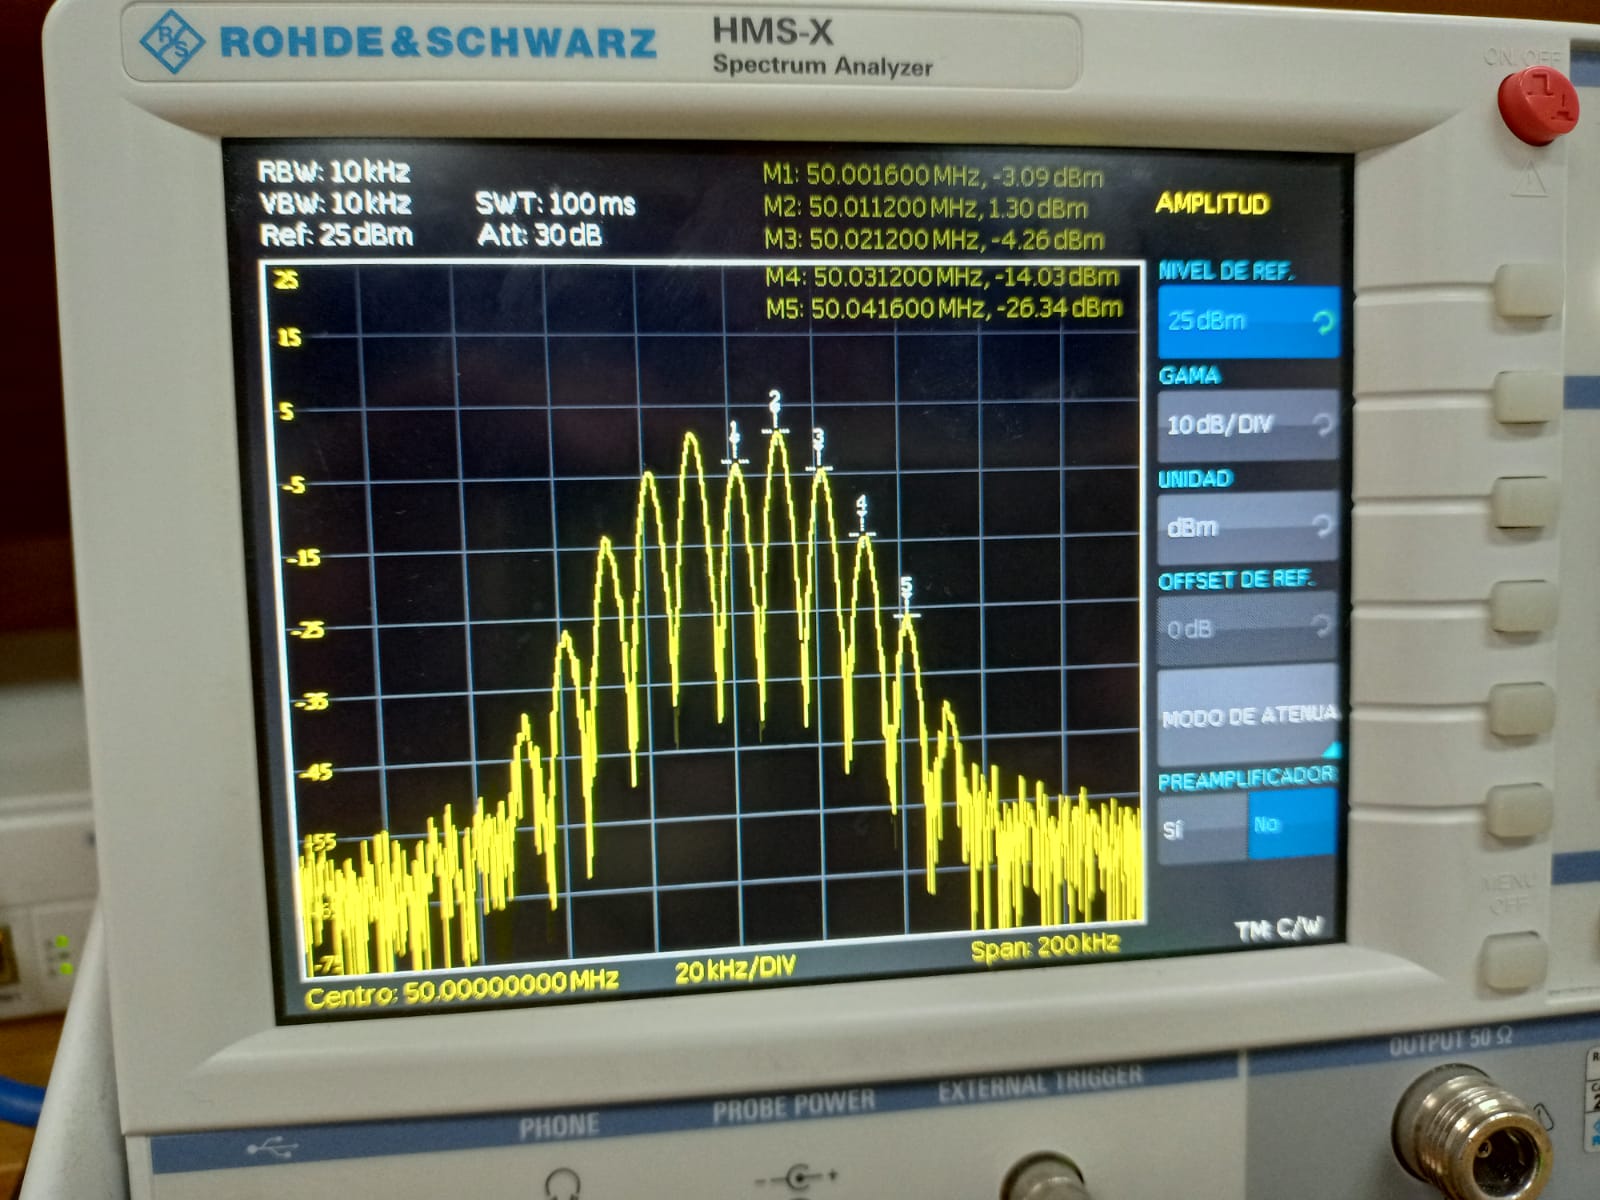 ROHDE & SCHWARZ
HMS-X
Spectrum Analyzer
ON/OFF
RBW: 10 kHz
VBW: 10 kHz
SWT: 100 ms
Ref: 25 dBm
Att: 30 dB
M1: 50.001600 MHz, -3.09 dBm
M2: 50.011200 MHz, 1.30 dBm
M3: 50.021200 MHz, -4.26 dBm
M4: 50.031200 MHz, -14.03 dBm
M5: 50.041600 MHz, -26.34 dBm
25
15
5
-5
-15
-25
-35
-45
-55
1
2
3
4
5
Centro: 50.00000000 MHz
20 kHz/DIV
Span: 200 kHz
AMPLITUD
NIVEL DE REF.
25 dBm
GAMA
10 dB/DIV
UNIDAD
dBm
OFFSET DE REF.
0 dB
MODO DE ATENUA
PREAMPLIFICADOR
Sí
No
TM: C/W
MENU
OFF
PHONE
PROBE POWER
EXTERNAL TRIGGER
OUTPUT 50 Ω